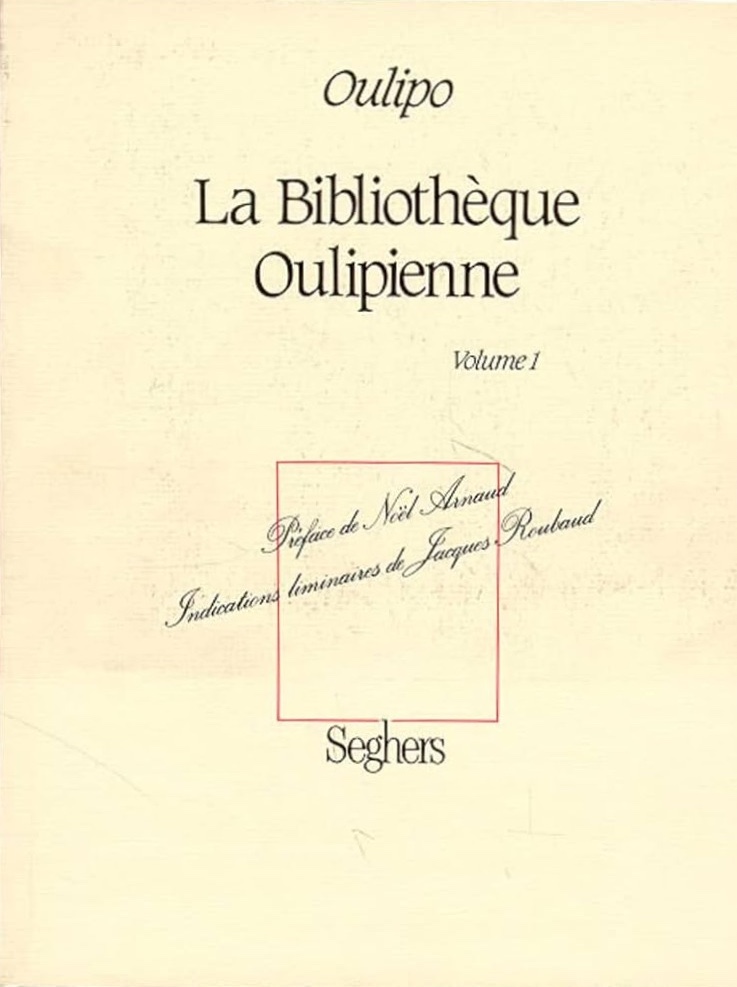 Oulipo
La Bibliothèque
Oulipienne
Volume 1
Préface de Noël Arnaud
Indications liminaires de Jacques Roubaud
Seghers